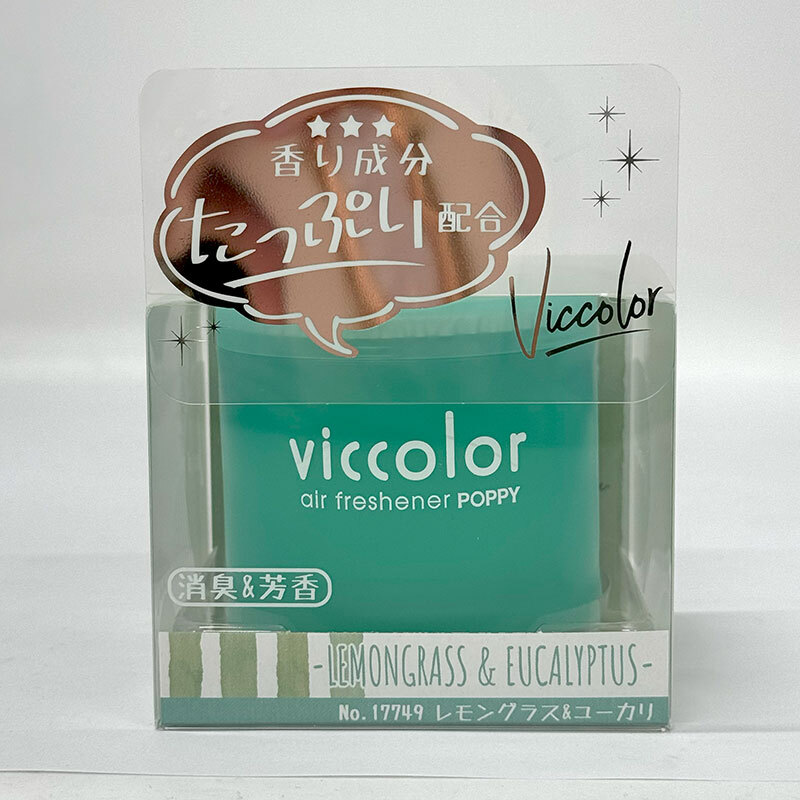 ★★★
香り成分
たっぷり配合
Viccolor
viccolor
air freshener POPPY
消臭&芳香
-LEMONGRASS & EUCALYPTUS-
No.17749 レモングラス&ユーカリ